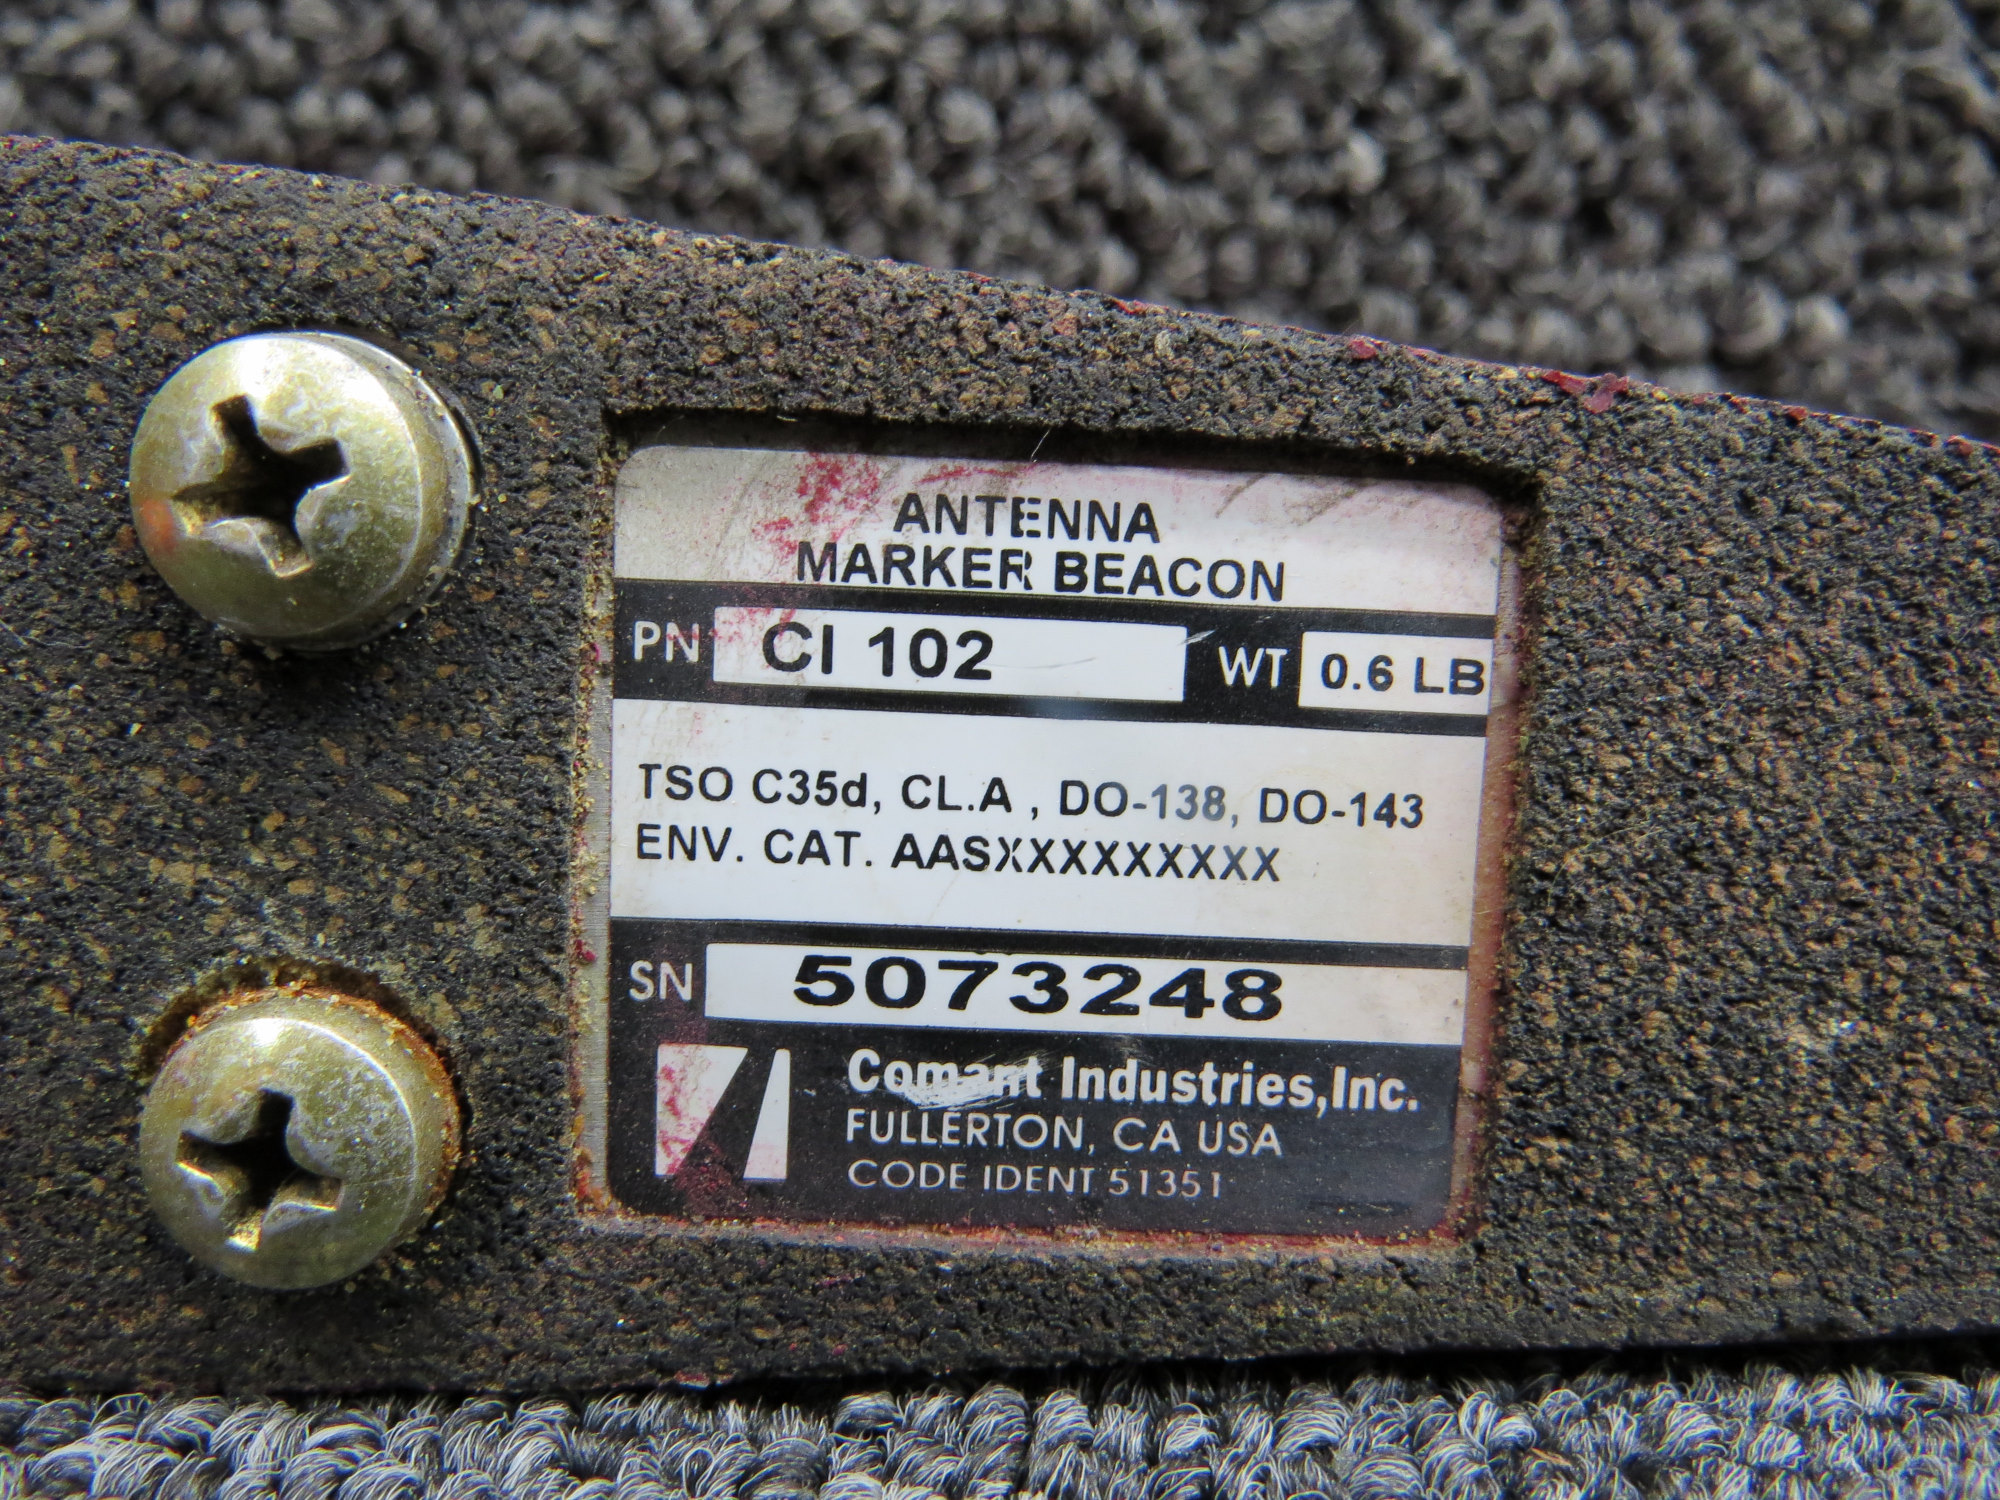 ANTENNA
MARKER BEACON
PN CI 102 WT 0.6 LB
TSO C35d, CL.A , DO-138, DO-143
ENV. CAT. AASXXXXXXXXXX
SN 5073248
Comant Industries,Inc.
FULLERTON, CA USA
CODE IDENT 51351